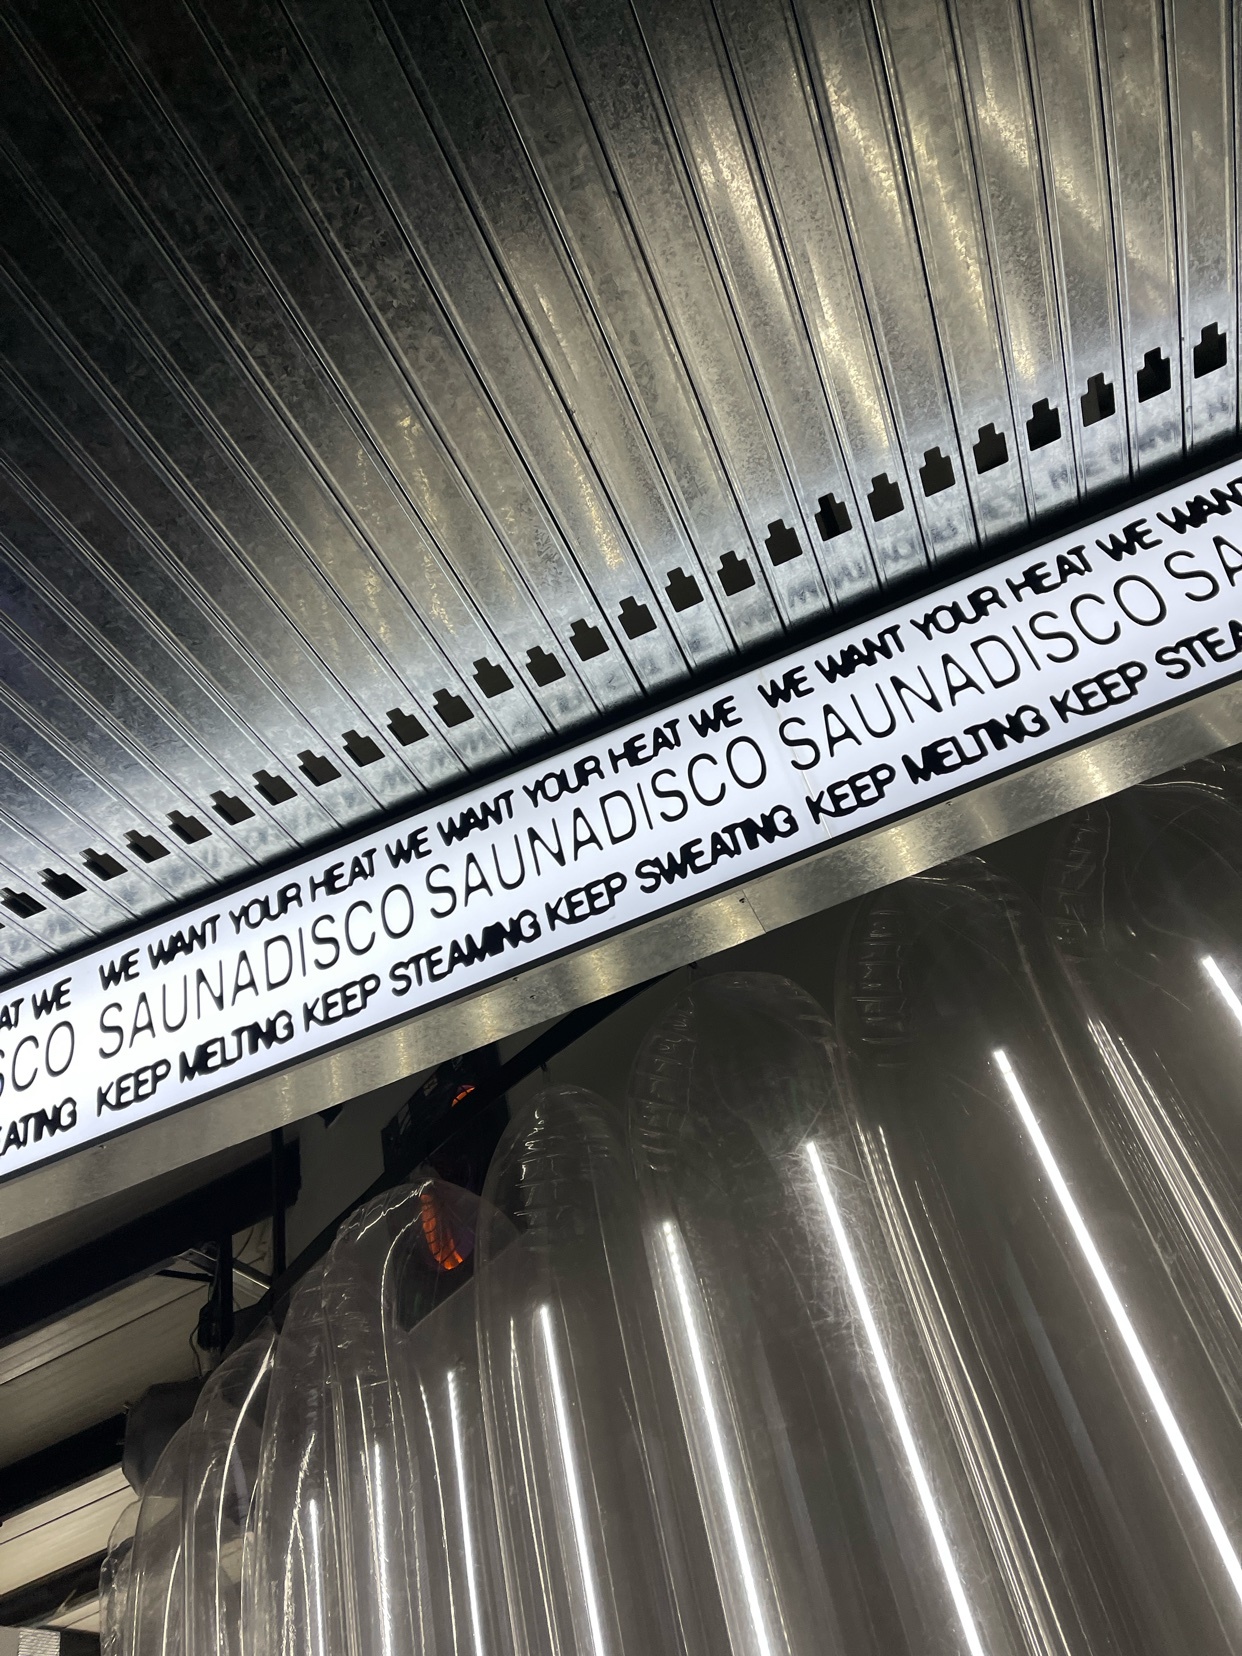 AT WE WE WANT YOUR HEAT WE WANT YOUR HEAT WE WE WANT YOUR HEAT WE WANT
SCO SAUNADISCO SAUNADISCO SAUNADISCO SA
EATING KEEP MELTING KEEP STEAMING KEEP SWEATING KEEP MELTING KEEP STEA